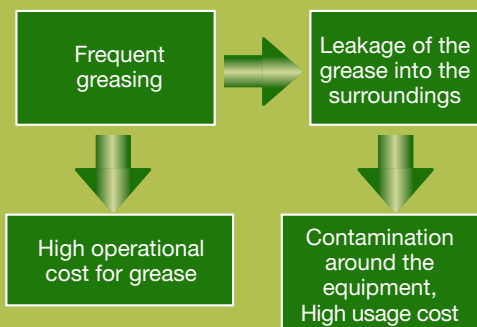 Frequent
greasing
Leakage of the
grease into the
surroundings
High operational
cost for grease
Contamination
around the
equipment,
High usage cost